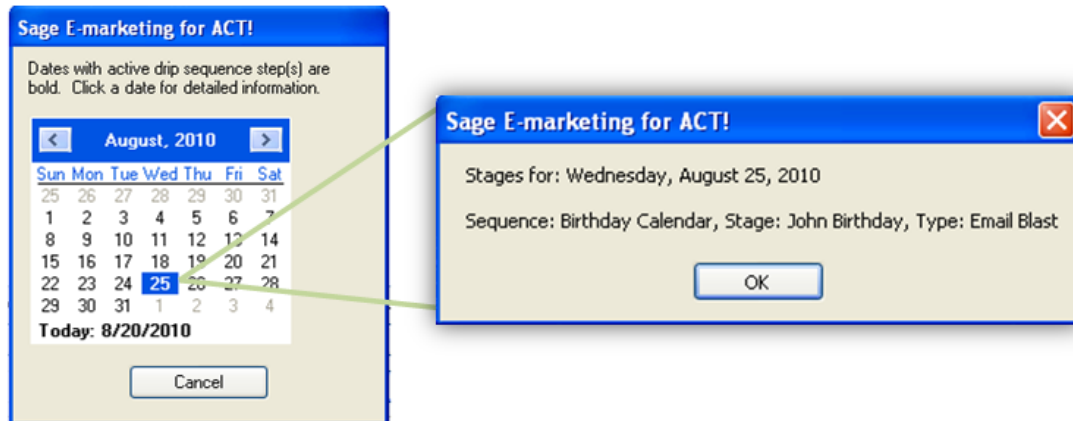 Sage E-marketing for ACT!
Dates with active drip sequence step(s) are
bold. Click a date for detailed information.
August, 2010
Sun Mon Tue Wed Thu Fri Sat
25 26 27 28 29 30 31
1 2 3 4 5 6 7
8 9 10 11 12 13 14
15 16 17 18 19 20 21
22 23 24 25 26 27 28
29 30 31 1 2 3 4
Today: 8/20/2010
Cancel
Sage E-marketing for ACT!
Stages for: Wednesday, August 25, 2010
Sequence: Birthday Calendar, Stage: John Birthday, Type: Email Blast
OK